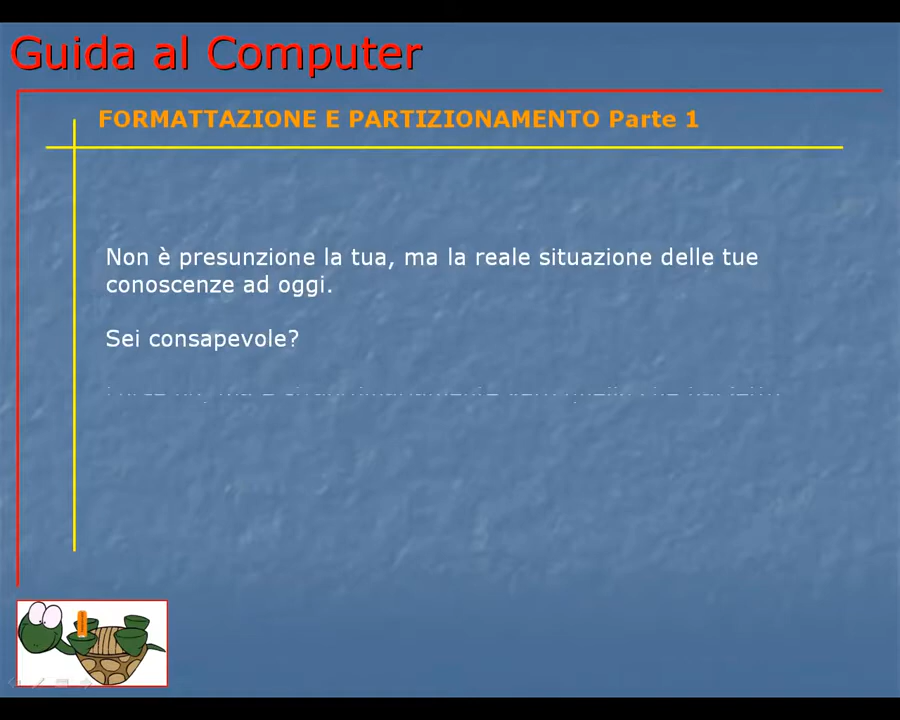 Guida al Computer
FORMATTAZIONE E PARTIZIONAMENTO Parte 1
Non è presunzione la tua, ma la reale situazione delle tue
conoscenze ad oggi.
Sei consapevole?